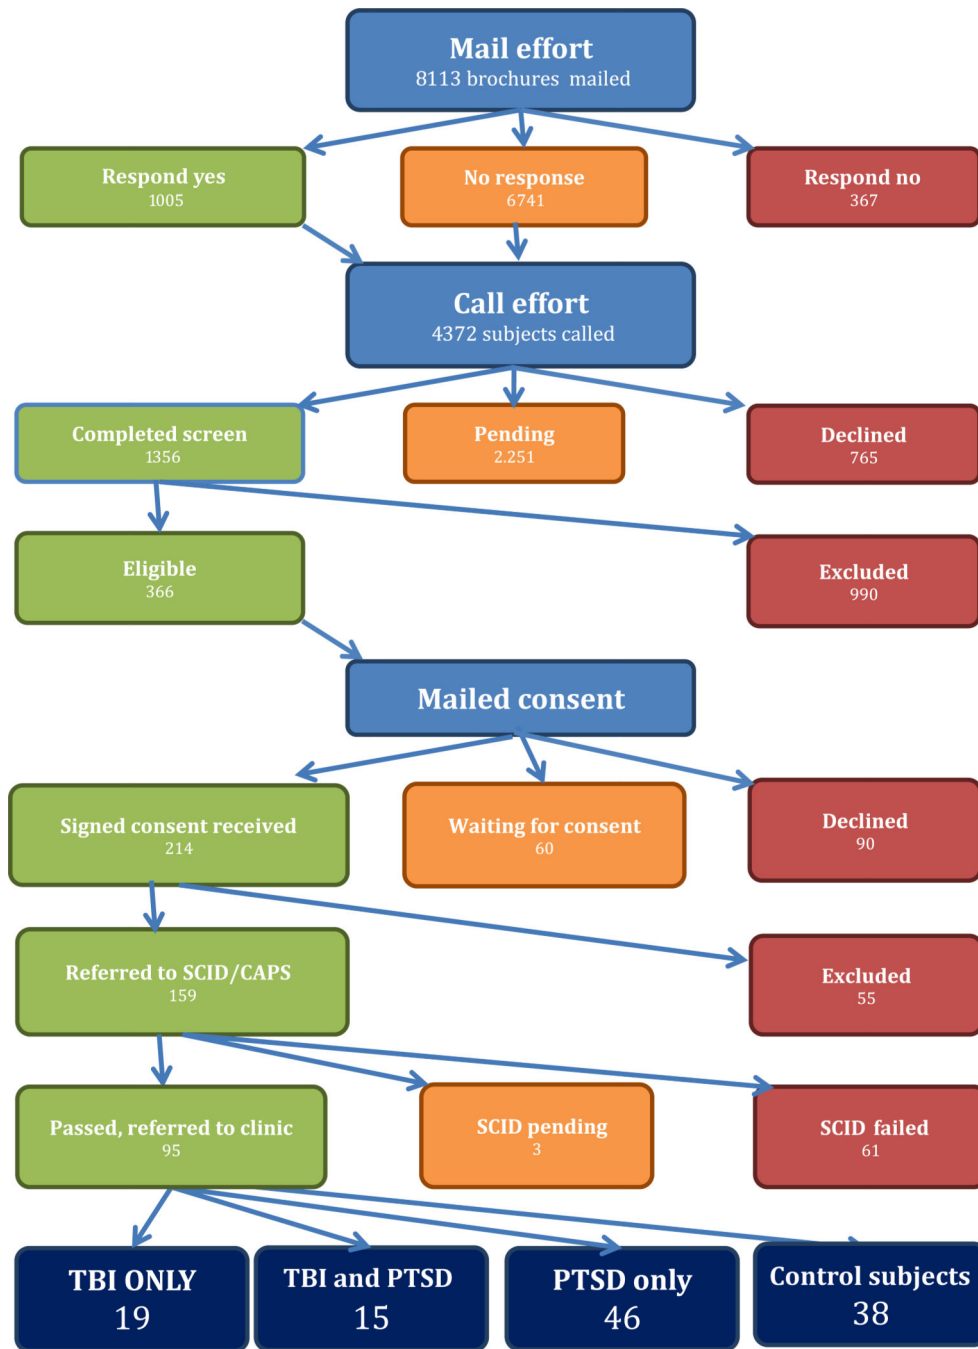 Mail effort
8113 brochures mailed
Respond yes
1005
No response
6741
Respond no
367
Call effort
4372 subjects called
Completed screen
1356
Pending
2.251
Declined
765
Eligible
366
Excluded
990
Mailed consent
Signed consent received
214
Waiting for consent
60
Declined
90
Referred to SCID/CAPS
159
Excluded
55
Passed, referred to clinic
95
SCID pending
3
SCID failed
61
TBI ONLY
19
TBI and PTSD
15
PTSD only
46
Control subjects
38